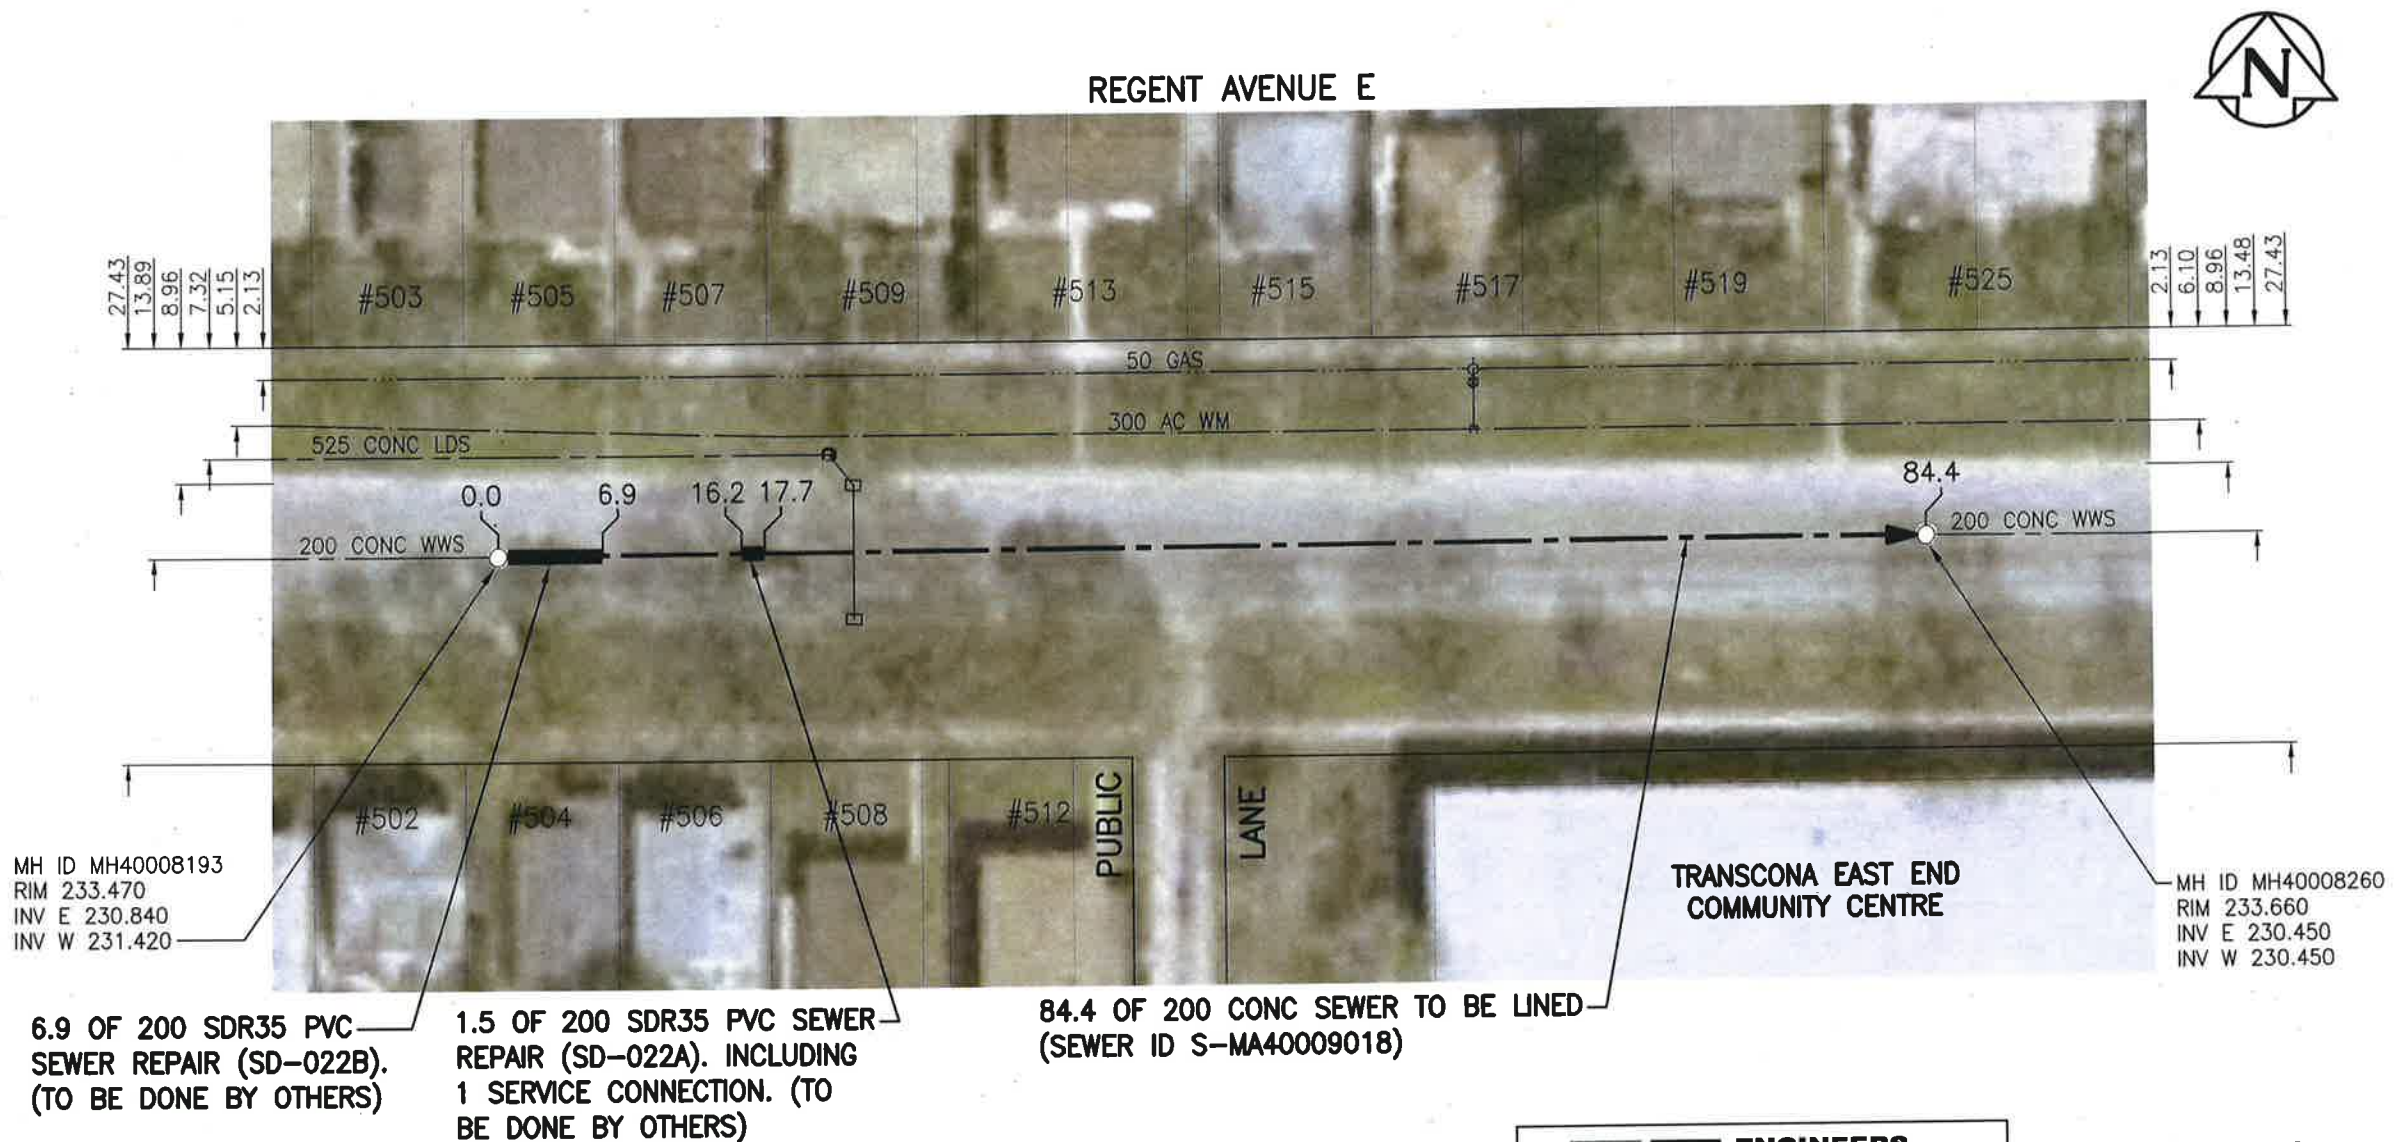 N
REGENT AVENUE E
27.43
13.89
8.96
7.32
5.15
2.13
#503
#505
#507
#509
#513
#515
#517
#519
#525
2.13
6.10
8.96
13.48
27.43
50 GAS
300 AC WM
525 CONC LDS
0.0
6.9
16.2 17.7
84.4
200 CONC WWS
200 CONC WWS
#502
#504
#506
#508
#512
PUBLIC
LANE
TRANSCONA EAST END
COMMUNITY CENTRE
MH ID MH40008193
RIM 233.470
INV E 230.840
INV W 231.420
MH ID MH40008260
RIM 233.660
INV E 230.450
INV W 230.450
6.9 OF 200 SDR35 PVC
SEWER REPAIR (SD-022B).
(TO BE DONE BY OTHERS)
1.5 OF 200 SDR35 PVC SEWER
REPAIR (SD-022A). INCLUDING
1 SERVICE CONNECTION. (TO
BE DONE BY OTHERS)
84.4 OF 200 CONC SEWER TO BE LINED
(SEWER ID S-MA40009018)
ENGINEERS